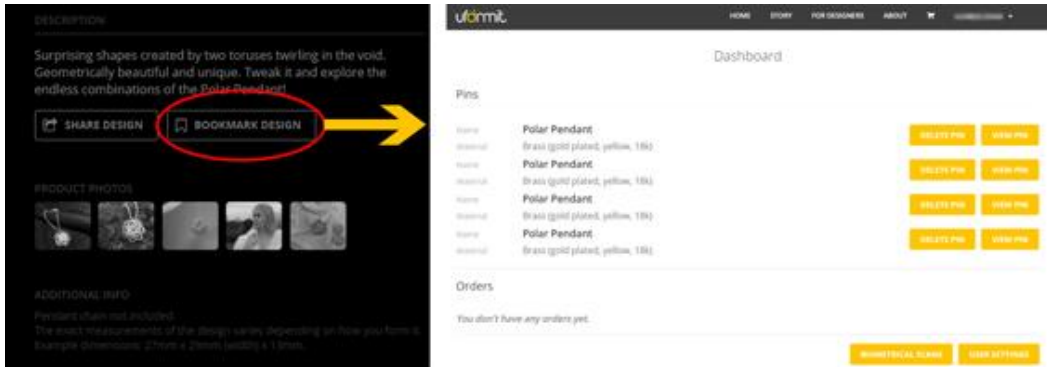 DESCRIPTION
Surprising shapes created by two toruses twirling in the void.
Geometrically beautiful and unique. Tweak it and explore the
endless combinations of the Polar Pendant!
SHARE DESIGN
BOOKMARK DESIGN
PRODUCT PHOTOS
ADDITIONAL INFO
Pendant chain not included.
The exact measurements of the design varies depending on how you form it.
Example dimensions: 27mm x 29mm (width) x 13mm.
uformit
HOME STORY FOR DESIGNERS ABOUT
Dashboard
Pins
Name Polar Pendant DELETE PIN VIEW PIN
Material Brass (gold plated, yellow, 18k)
Name Polar Pendant DELETE PIN VIEW PIN
Material Brass (gold plated, yellow, 18k)
Name Polar Pendant DELETE PIN VIEW PIN
Material Brass (gold plated, yellow, 18k)
Name Polar Pendant DELETE PIN VIEW PIN
Material Brass (gold plated, yellow, 18k)
Orders
You don't have any orders yet.
USER SETTINGS